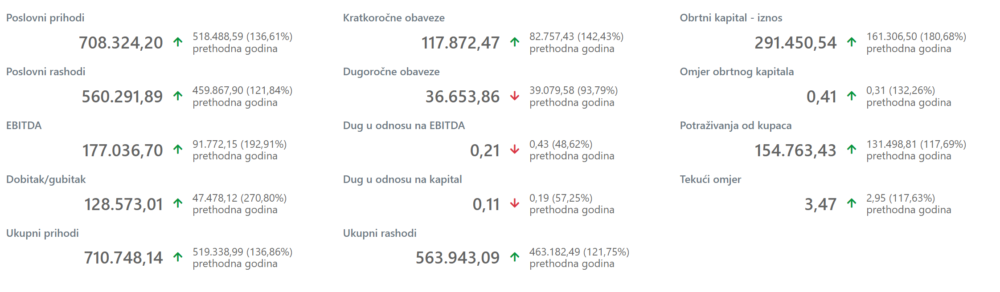 Poslovni prihodi
708.324,20 ↑ 518.488,59 (136,61%)
prethodna godina
Kratkoročne obaveze
117.872,47 ↑ 82.757,43 (142,43%)
prethodna godina
Obrtni kapital - iznos
291.450,54 ↑ 161.306,50 (180,68%)
prethodna godina
Poslovni rashodi
560.291,89 ↑ 459.867,90 (121,84%)
prethodna godina
Dugoročne obaveze
36.653,86 ↓ 39.079,58 (93,79%)
prethodna godina
Omjer obrtnog kapitala
0,41 ↑ 0,31 (132,26%)
prethodna godina
EBITDA
177.036,70 ↑ 91.772,15 (192,91%)
prethodna godina
Dug u odnosu na EBITDA
0,21 ↓ 0,43 (48,62%)
prethodna godina
Potraživanja od kupaca
154.763,43 ↑ 131.498,81 (117,69%)
prethodna godina
Dobitak/gubitak
128.573,01 ↑ 47.478,12 (270,80%)
prethodna godina
Dug u odnosu na kapital
0,11 ↓ 0,19 (57,25%)
prethodna godina
Tekući omjer
3,47 ↑ 2,95 (117,63%)
prethodna godina
Ukupni prihodi
710.748,14 ↑ 519.338,99 (136,86%)
prethodna godina
Ukupni rashodi
563.943,09 ↑ 463.182,49 (121,75%)
prethodna godina